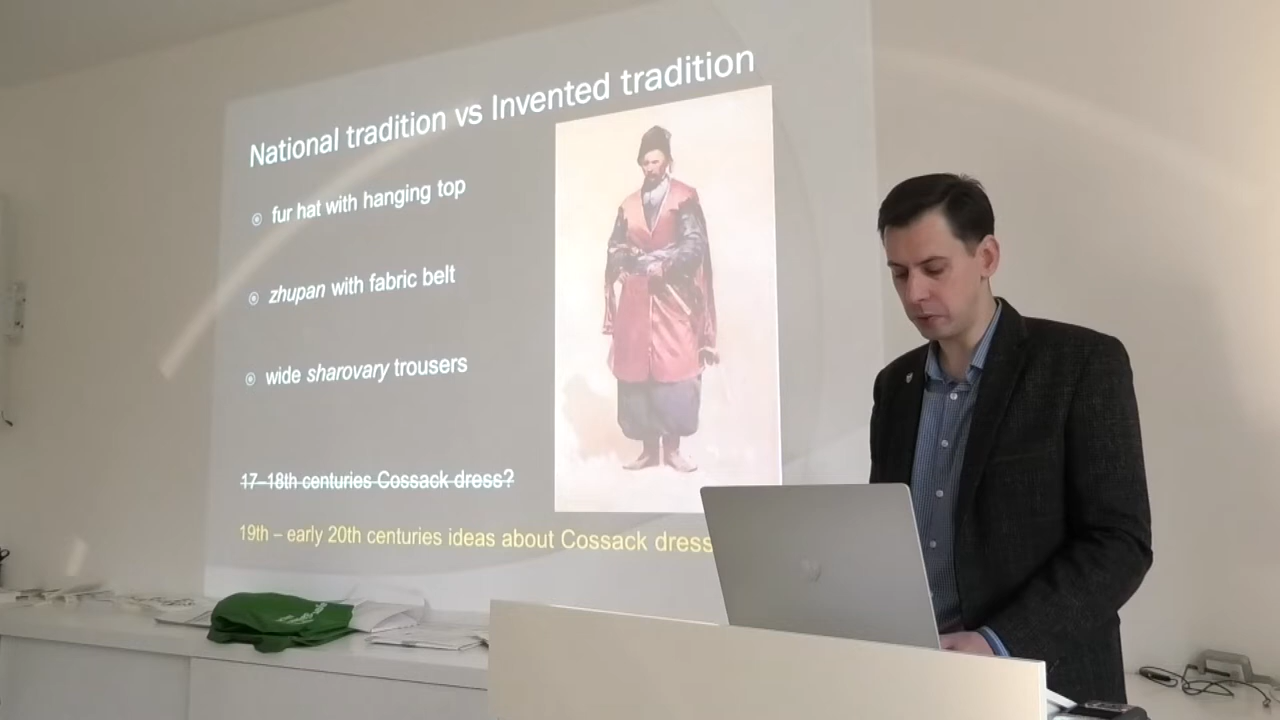 National tradition vs Invented tradition
fur hat with hanging top
zhupan with fabric belt
wide sharovary trousers
17–18th centuries Cossack dress?
19th – early 20th centuries ideas about Cossack dress